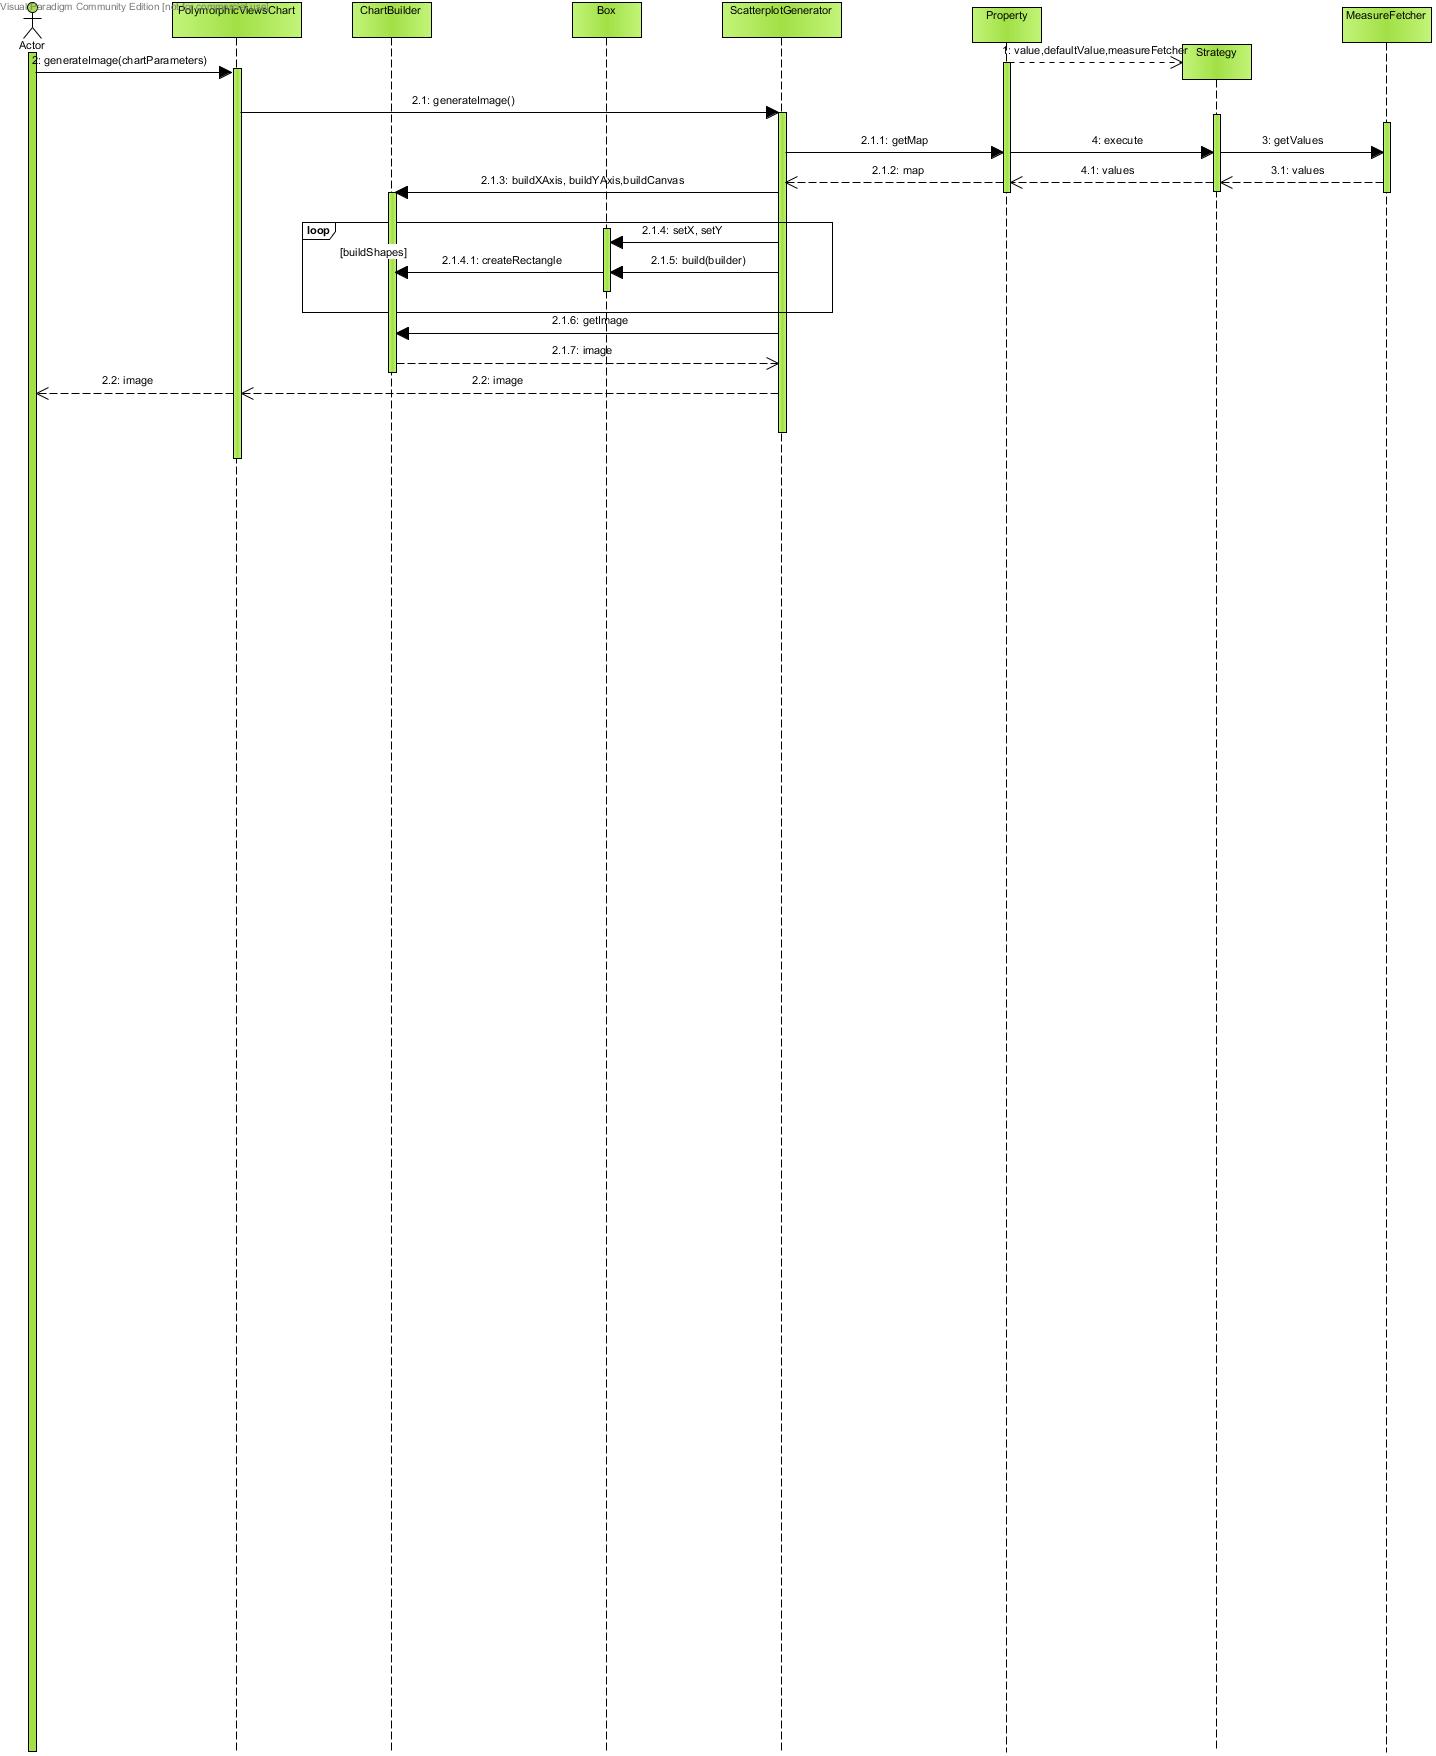 Visual Paradigm Community Edition [not for commercial use]
PolymorphicViewsChart
ChartBuilder
Box
ScatterplotGenerator
Property
MeasureFetcher
Actor
1: value,defaultValue,measureFetcher
Strategy
2: generateImage(chartParameters)
2.1: generateImage()
2.1.1: getMap
4: execute
3: getValues
2.1.2: map
4.1: values
3.1: values
2.1.3: buildXAxis, buildYAxis,buildCanvas
loop
2.1.4: setX, setY
[buildShapes]
2.1.4.1: createRectangle
2.1.5: build(builder)
2.1.6: getImage
2.1.7: image
2.2: image
2.2: image